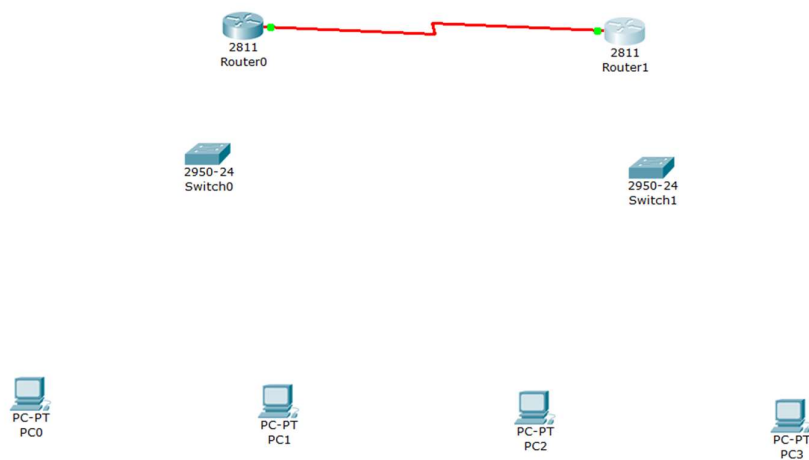 2811
Router0
2811
Router1
2950-24
Switch0
2950-24
Switch1
PC-PT
PC0
PC-PT
PC1
PC-PT
PC2
PC-PT
PC3